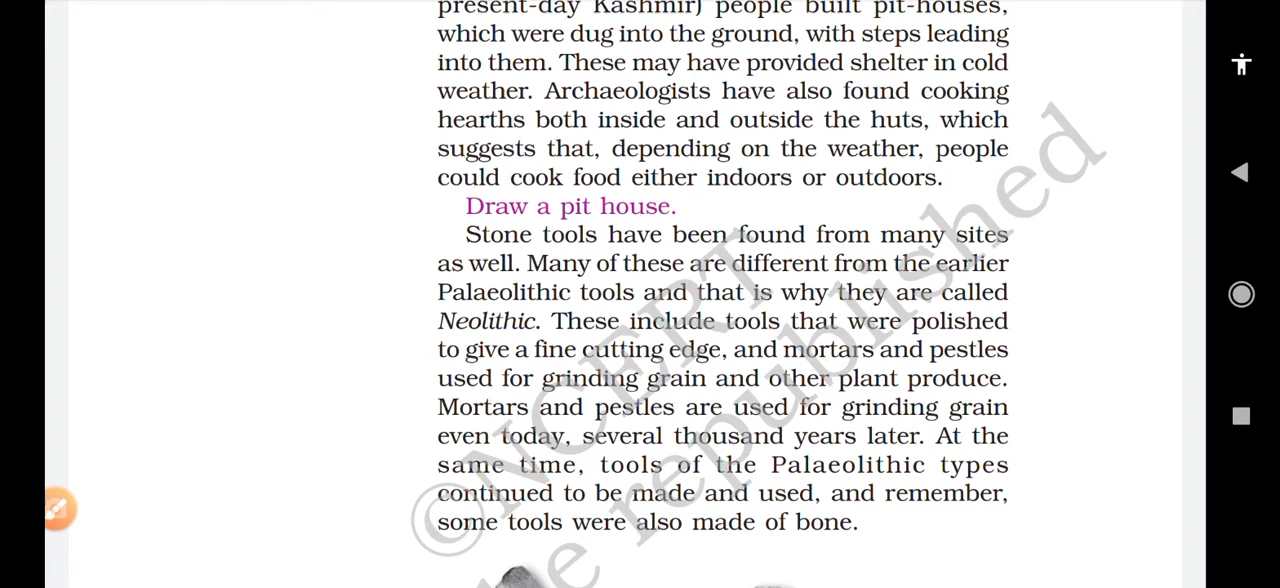 present-day Kashmir) people built pit-houses,
which were dug into the ground, with steps leading
into them. These may have provided shelter in cold
weather. Archaeologists have also found cooking
hearths both inside and outside the huts, which
suggests that, depending on the weather, people
could cook food either indoors or outdoors.
Draw a pit house.
Stone tools have been found from many sites
as well. Many of these are different from the earlier
Palaeolithic tools and that is why they are called
Neolithic. These include tools that were polished
to give a fine cutting edge, and mortars and pestles
used for grinding grain and other plant produce.
Mortars and pestles are used for grinding grain
even today, several thousand years later. At the
same time, tools of the Palaeolithic types
continued to be made and used, and remember,
some tools were also made of bone.
©NCERT
e republished